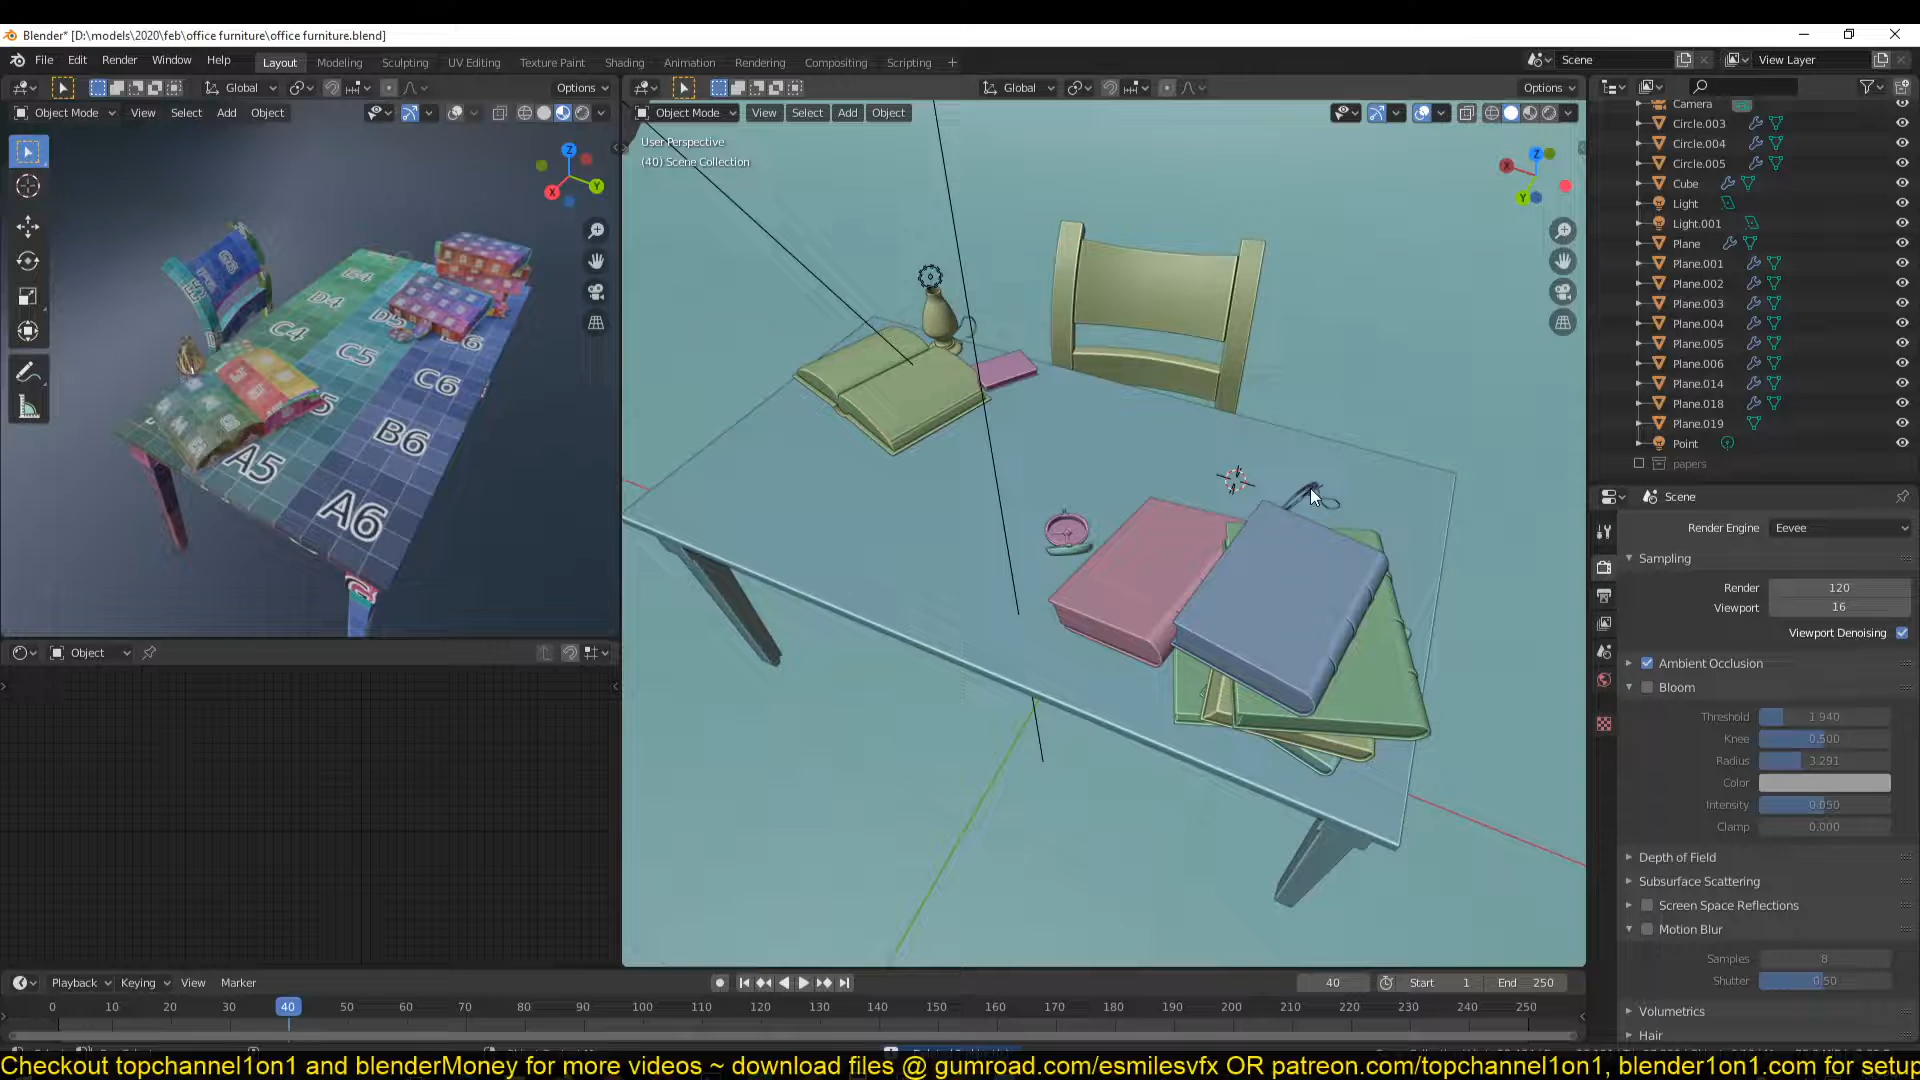 Blender* [D:\models\2020\feb\office furniture\office furniture.blend]
File Edit Render Window Help Layout Modeling Sculpting UV Editing Texture Paint Shading Animation Rendering Compositing Scripting + Scene View Layer
Global Options Global Options
Object Mode View Select Add Object Object Mode View Select Add Object
User Perspective
(40) Scene Collection
Camera
Circle.003
Circle.004
Circle.005
Cube
Light
Light.001
Plane
Plane.001
Plane.002
Plane.003
Plane.004
Plane.005
Plane.006
Plane.014
Plane.018
Plane.019
Point
papers
Z
Y
X
Z
X
Y
E4
D4
C4
D5
C5
C6
B6
A5
A6
Scene
Render Engine Eevee
Sampling
Render 120
Viewport 16
Viewport Denoising
Ambient Occlusion
Bloom
Threshold 1.940
Knee 0.500
Radius 3.291
Color
Intensity 0.050
Clamp 0.000
Depth of Field
Subsurface Scattering
Screen Space Reflections
Motion Blur
Samples 8
Shutter 0.50
Volumetrics
Hair
Object
Playback Keying View Marker 40 Start 1 End 250
0 10 20 30 40 50 60 70 80 90 100 110 120 130 140 150 160 170 180 190 200 210 220 230 240 250
Checkout topchannel1on1 and blenderMoney for more videos ~ download files @ gumroad.com/esmilesvfx OR patreon.com/topchannel1on1, blender1on1.com for setup